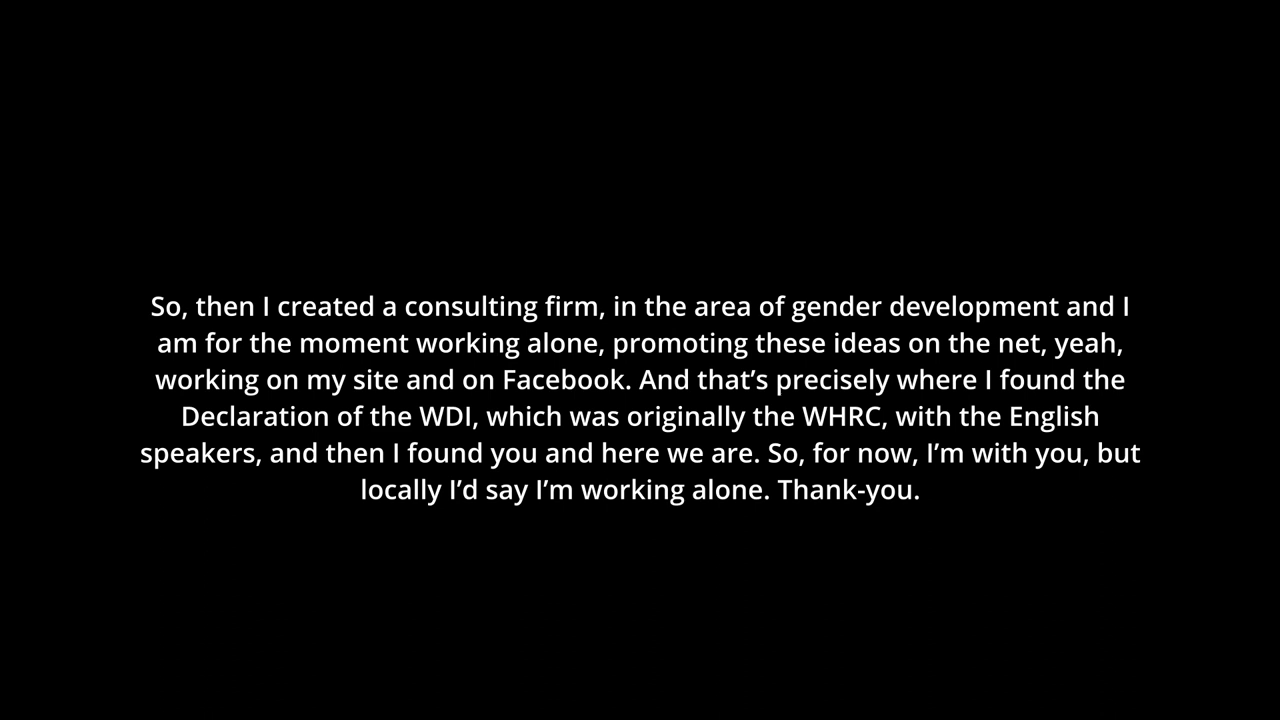 So, then I created a consulting firm, in the area of gender development and I
am for the moment working alone, promoting these ideas on the net, yeah,
working on my site and on Facebook. And that’s precisely where I found the
Declaration of the WDI, which was originally the WHRC, with the English
speakers, and then I found you and here we are. So, for now, I’m with you, but
locally I’d say I’m working alone. Thank-you.